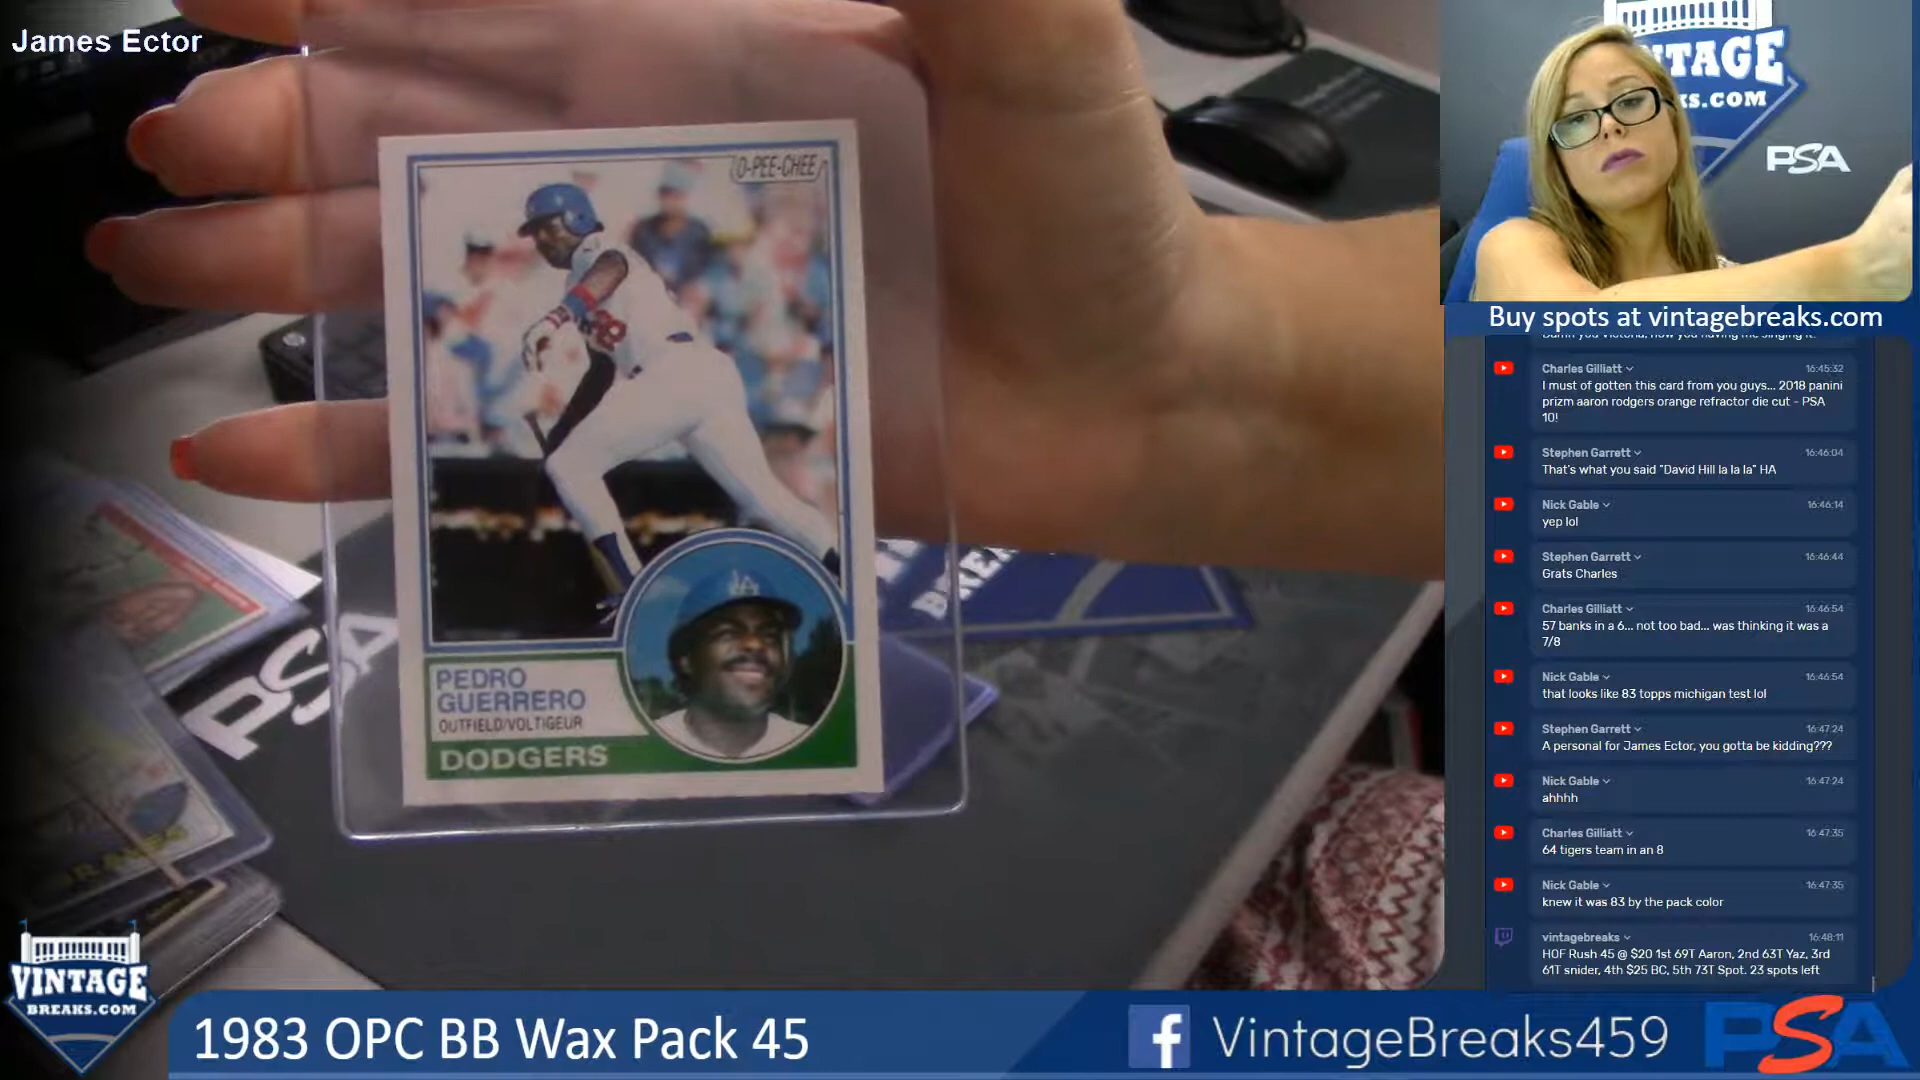 James Ector
O-PEE-CHEE
28
LA
PEDRO
GUERRERO
OUTFIELD/VOLTIGEUR
DODGERS
PSA
VINTAGE
BREAKS.COM
1983 OPC BB Wax Pack 45
VintageBreaks459
PSA
NTAGE
KS.COM
PSA
Buy spots at vintagebreaks.com
Charles Gilliatt 16:45:32
I must of gotten this card from you guys... 2018 panini
prizm aaron rodgers orange refractor die cut - PSA
10!
Stephen Garrett 16:46:04
That's what you said "David Hill la la la" HA
Nick Gable 16:46:14
yep lol
Stephen Garrett 16:46:44
Grats Charles
Charles Gilliatt 16:46:54
57 banks in a 6... not too bad... was thinking it was a
7/8
Nick Gable 16:46:54
that looks like 83 topps michigan test lol
Stephen Garrett 16:47:24
A personal for James Ector, you gotta be kidding???
Nick Gable 16:47:24
ahhhh
Charles Gilliatt 16:47:35
64 tigers team in an 8
Nick Gable 16:47:35
knew it was 83 by the pack color
vintagebreaks 16:48:11
HOF Rush 45 @ $20 1st 69T Aaron, 2nd 63T Yaz, 3rd
61T snider, 4th $25 BC, 5th 73T Spot. 23 spots left